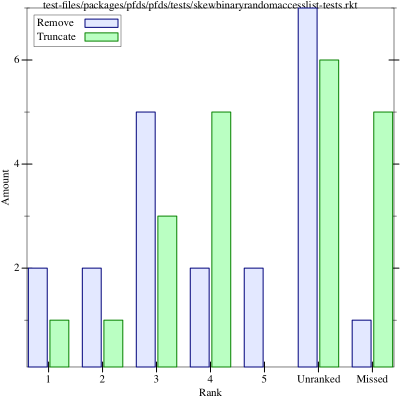 test-files/packages/pfds/pfds/tests/skewbinaryrandomaccesslist-tests.rkt
Remove
Truncate
6
4
2
Amount
1 2 3 4 5 Unranked Missed
Rank